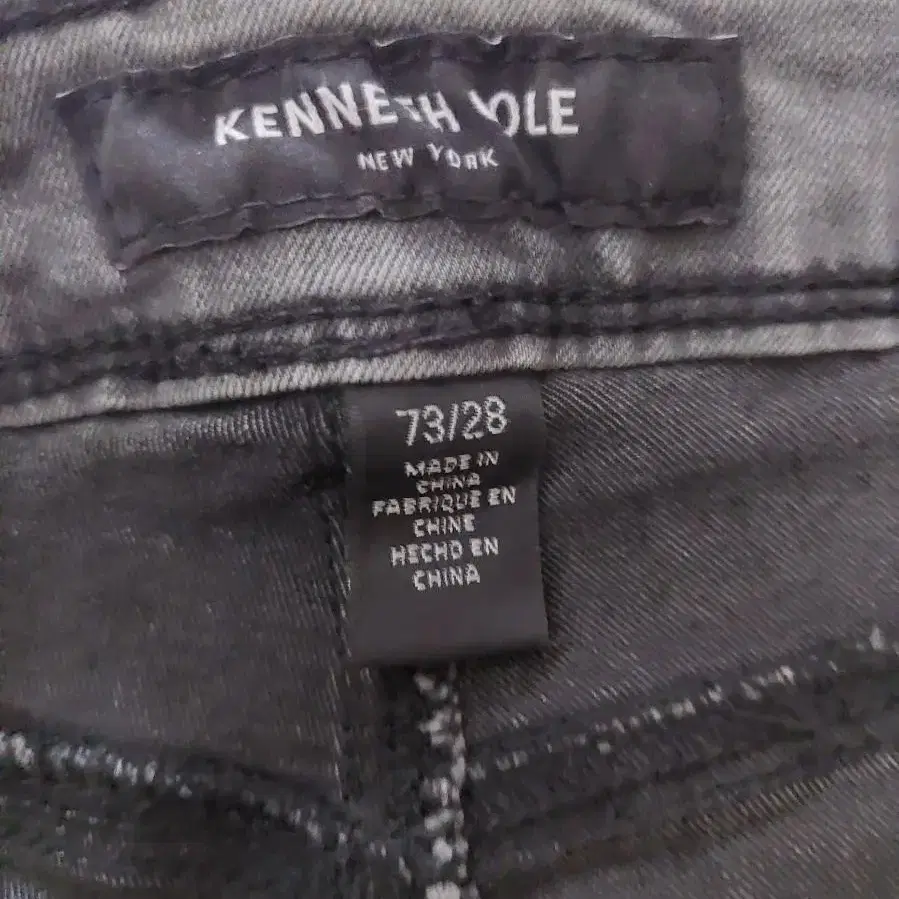 KENNETH COLE
NEW YORK
73/28
MADE IN
CHINA
FABRIQUE EN
CHINE
HECHO EN
CHINA